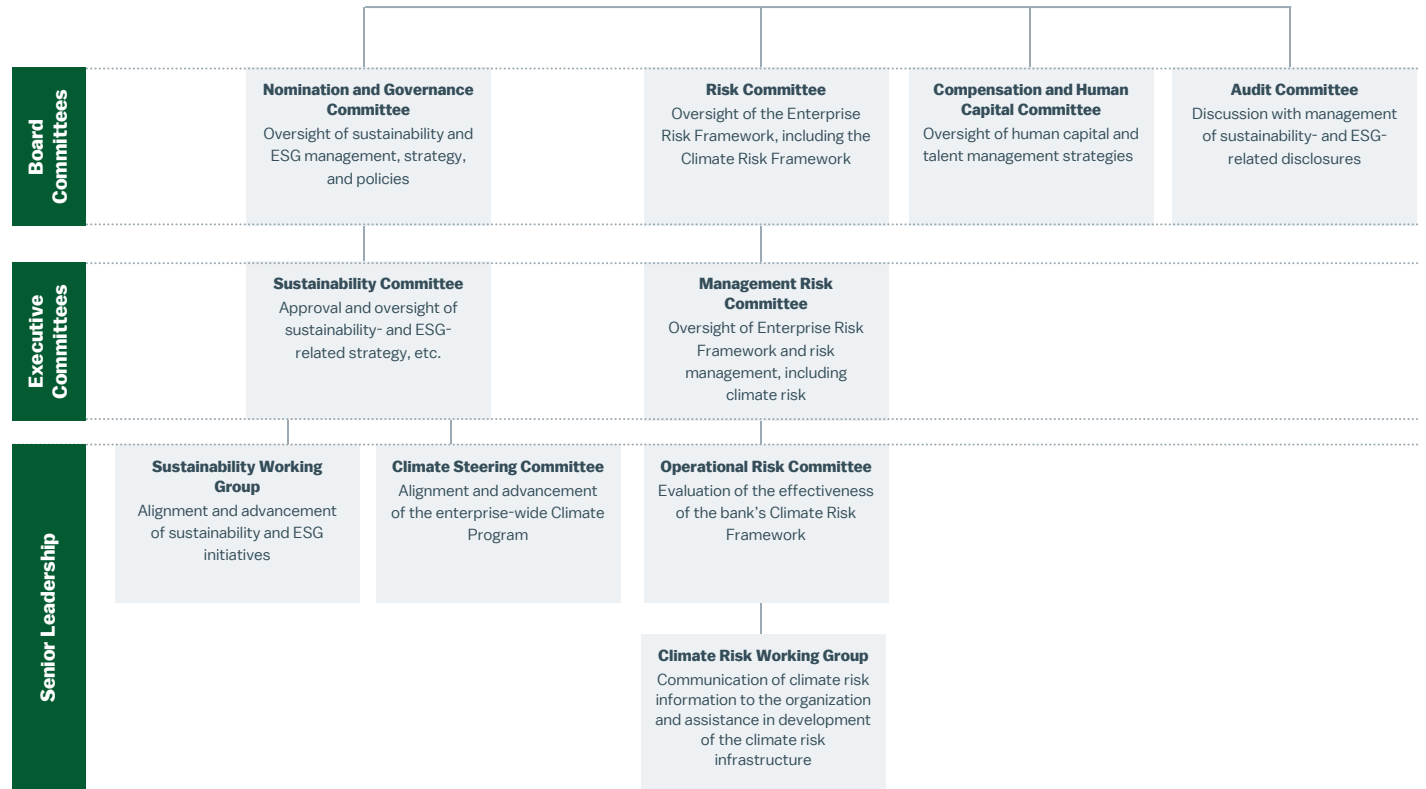 Board
Committees
Nomination and Governance
Committee
Oversight of sustainability and
ESG management, strategy,
and policies
Risk Committee
Oversight of the Enterprise
Risk Framework, including the
Climate Risk Framework
Compensation and Human
Capital Committee
Oversight of human capital and
talent management strategies
Audit Committee
Discussion with management
of sustainability- and ESG-
related disclosures
Executive
Committees
Sustainability Committee
Approval and oversight of
sustainability- and ESG-
related strategy, etc.
Management Risk
Committee
Oversight of Enterprise Risk
Framework and risk
management, including
climate risk
Senior Leadership
Sustainability Working
Group
Alignment and advancement
of sustainability and ESG
initiatives
Climate Steering Committee
Alignment and advancement
of the enterprise-wide Climate
Program
Operational Risk Committee
Evaluation of the effectiveness
of the bank's Climate Risk
Framework
Climate Risk Working Group
Communication of climate risk
information to the organization
and assistance in development
of the climate risk
infrastructure